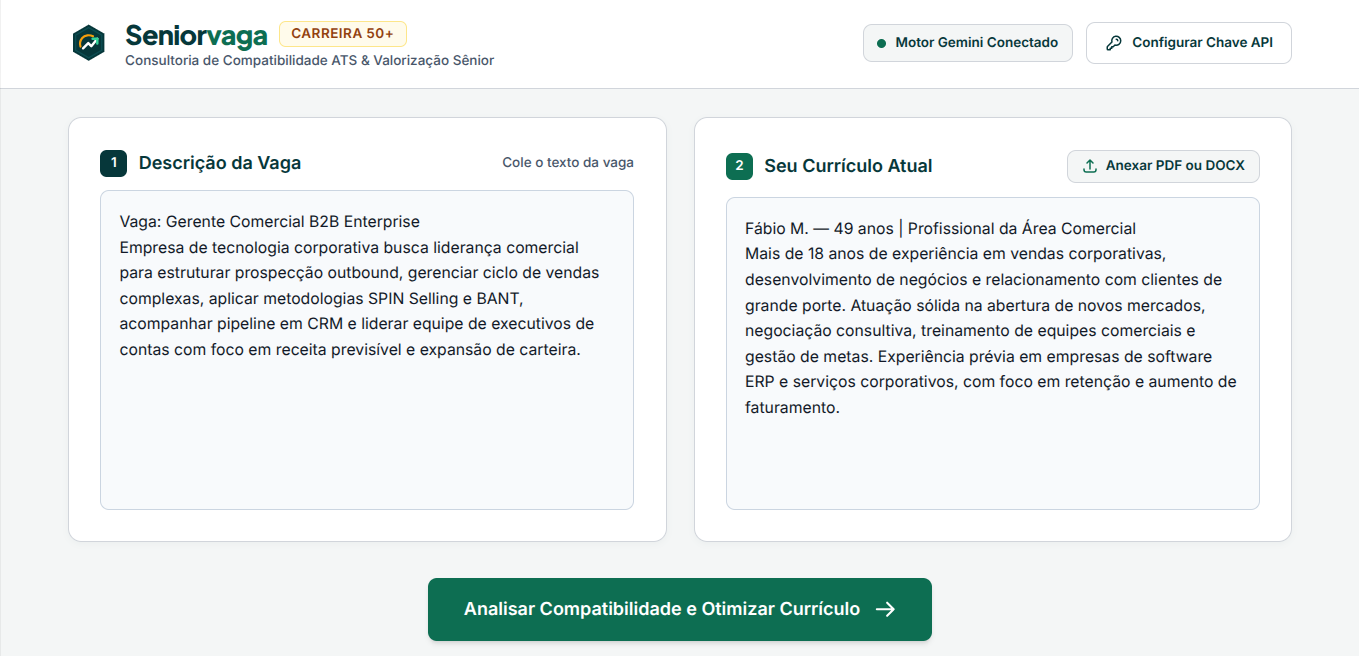 Seniorvaga
CARREIRA 50+
Consultoria de Compatibilidade ATS & Valorização Sênior
Motor Gemini Conectado
Configurar Chave API
1
Descrição da Vaga
Cole o texto da vaga
Vaga: Gerente Comercial B2B Enterprise
Empresa de tecnologia corporativa busca liderança comercial
para estruturar prospecção outbound, gerenciar ciclo de vendas
complexas, aplicar metodologias SPIN Selling e BANT,
acompanhar pipeline em CRM e liderar equipe de executivos de
contas com foco em receita previsível e expansão de carteira.
2
Seu Currículo Atual
Anexar PDF ou DOCX
Fábio M. — 49 anos | Profissional da Área Comercial
Mais de 18 anos de experiência em vendas corporativas,
desenvolvimento de negócios e relacionamento com clientes de
grande porte. Atuação sólida na abertura de novos mercados,
negociação consultiva, treinamento de equipes comerciais e
gestão de metas. Experiência prévia em empresas de software
ERP e serviços corporativos, com foco em retenção e aumento de
faturamento.
Analisar Compatibilidade e Otimizar Currículo